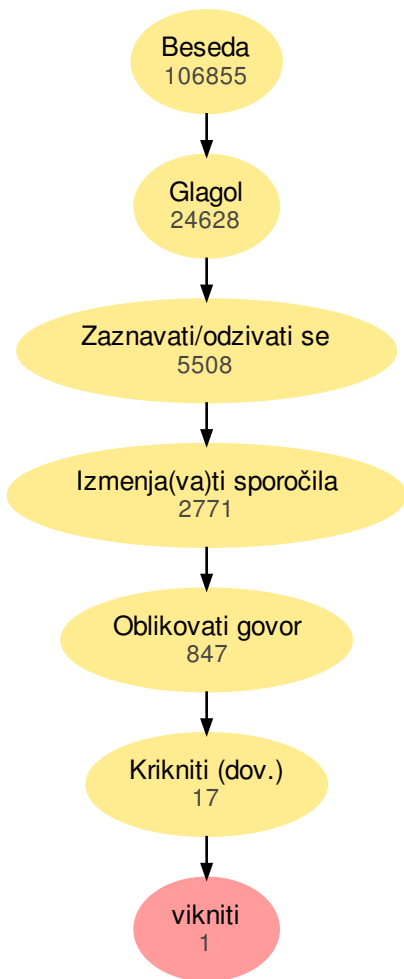 Beseda
106855
Glagol
24628
Zaznavati/odzivati se
5508
Izmenja(va)ti sporočila
2771
Oblikovati govor
847
Krikniti (dov.)
17
vikniti
1